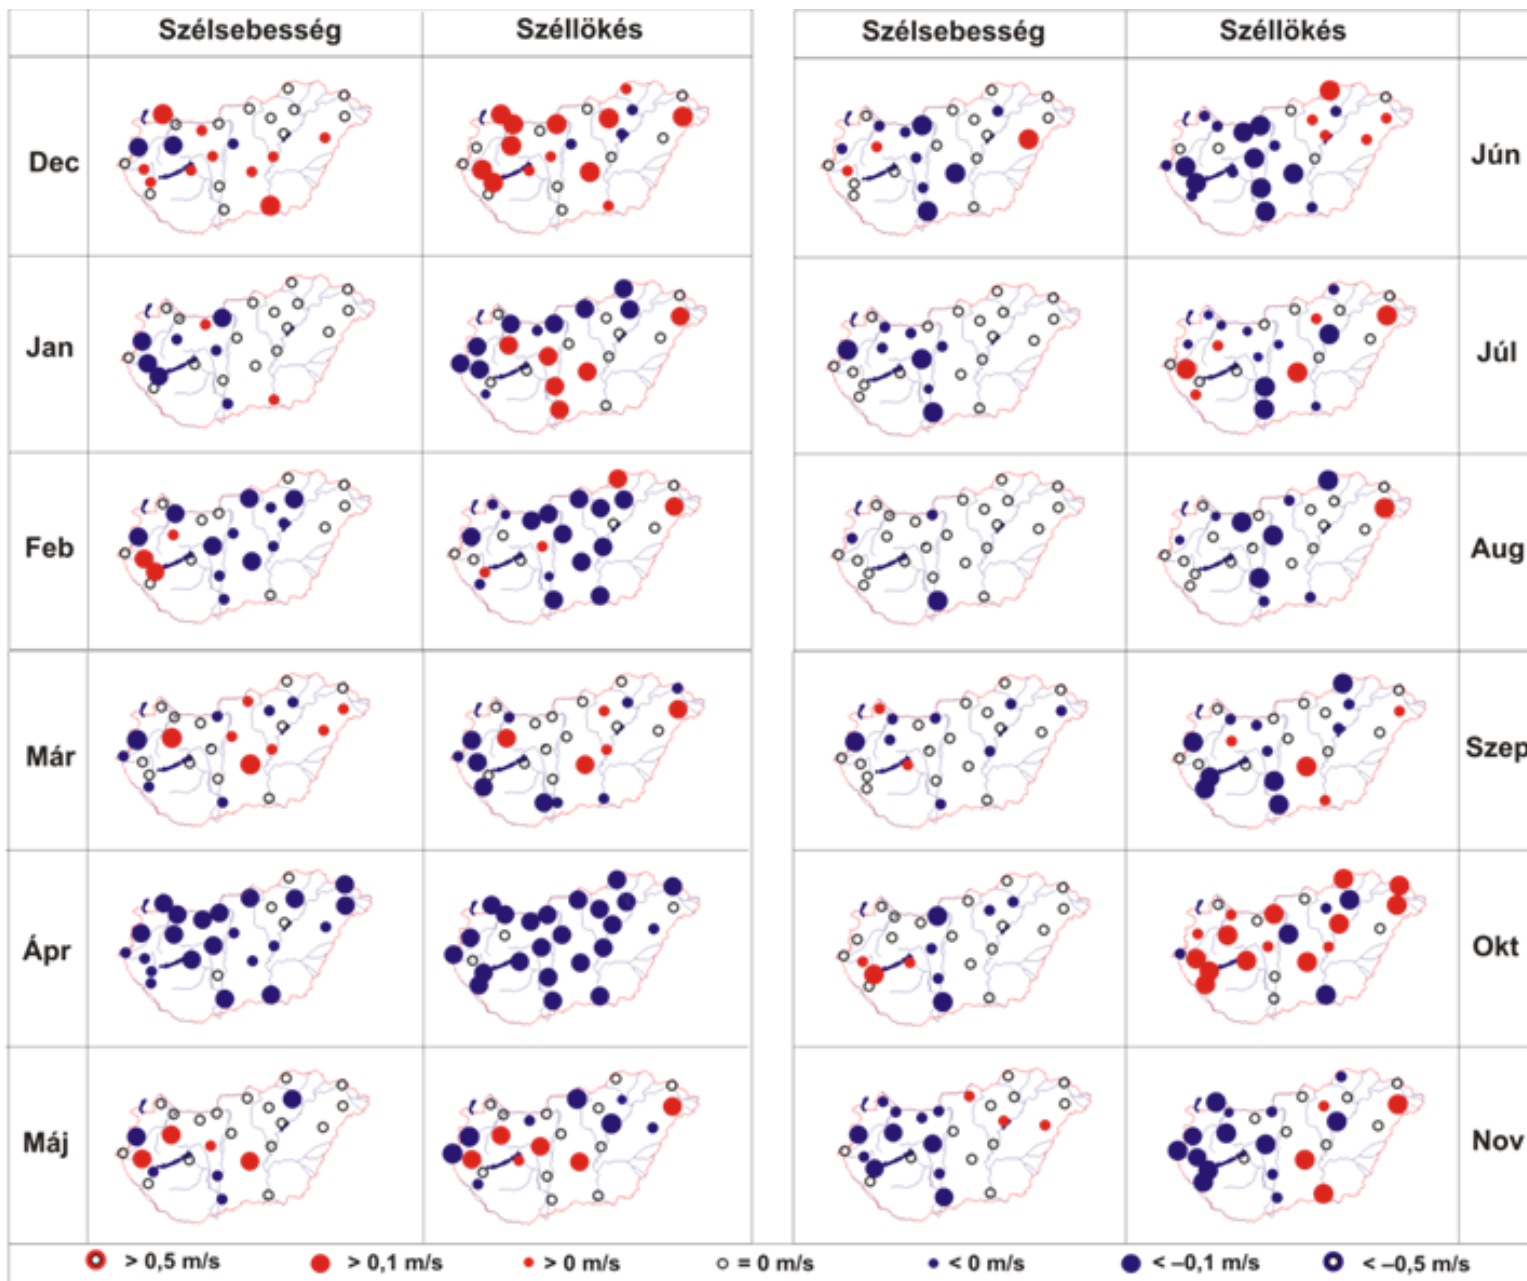 Szélsebesség Széllökés Szélsebesség Széllökés
Dec Jún
Jan Júl
Feb Aug
Már Szep
Ápr Okt
Máj Nov
> 0,5 m/s > 0,1 m/s > 0 m/s = 0 m/s < 0 m/s < –0,1 m/s < –0,5 m/s